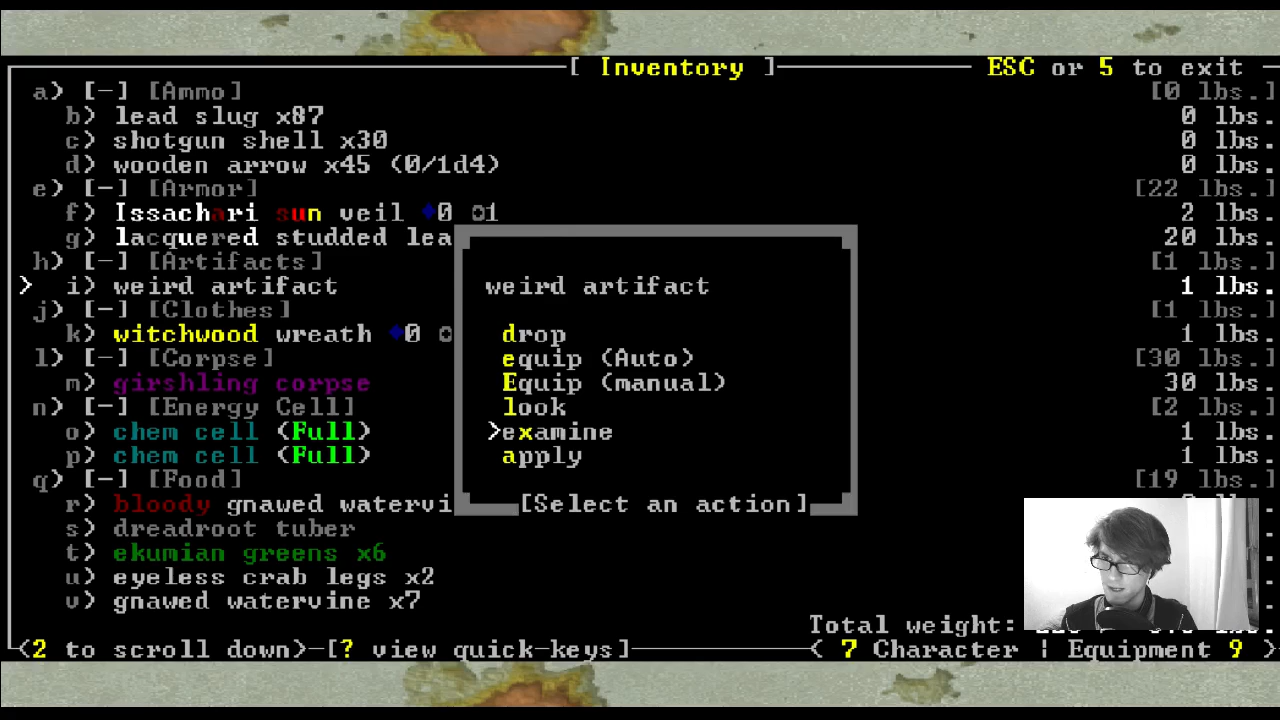 [ Inventory ] ESC or 5 to exit
a) [-] [Ammo] [0 lbs.]
b) lead slug x87 0 lbs.
c) shotgun shell x30 0 lbs.
d) wooden arrow x45 (0/1d4) 0 lbs.
e) [-] [Armor] [22 lbs.]
f) Issachari sun veil ♦0 ◘1 2 lbs.
g) lacquered studded lea 20 lbs.
h) [-] [Artifacts] [1 lbs.]
> i) weird artifact 1 lbs.
j) [-] [Clothes] [1 lbs.]
k) witchwood wreath ♦0 1 lbs.
l) [-] [Corpse] [30 lbs.]
m) girshling corpse 30 lbs.
n) [-] [Energy Cell] [2 lbs.]
o) chem cell (Full) 1 lbs.
p) chem cell (Full) 1 lbs.
q) [-] [Food] [19 lbs.]
r) bloody gnawed watervi
s) dreadroot tuber
t) ekumian greens x6
u) eyeless crab legs x2
v) gnawed watervine x7
Total weight:
<2 to scroll down>-[? view quick-keys] < 7 Character | Equipment 9 >
weird artifact
drop
equip (Auto)
Equip (manual)
look
>examine
apply
[Select an action]